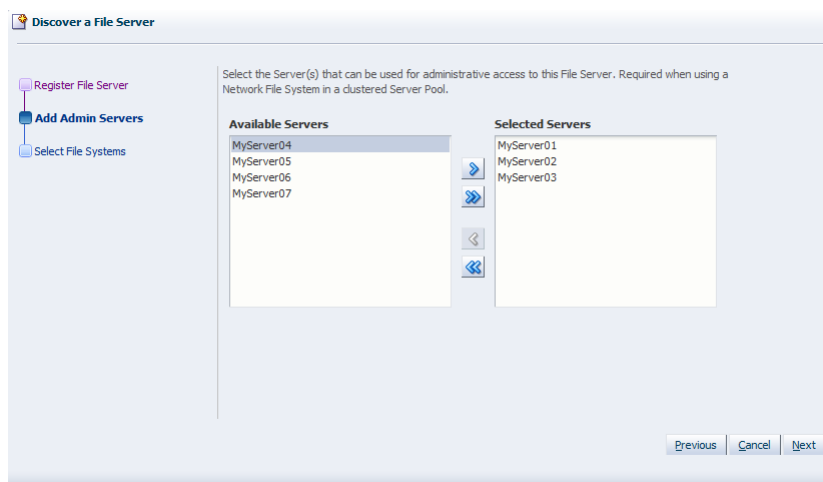 Discover a File Server
Register File Server
Add Admin Servers
Select File Systems
Select the Server(s) that can be used for administrative access to this File Server. Required when using a
Network File System in a clustered Server Pool.
Available Servers
MyServer04
MyServer05
MyServer06
MyServer07
Selected Servers
MyServer01
MyServer02
MyServer03
Previous
Cancel
Next